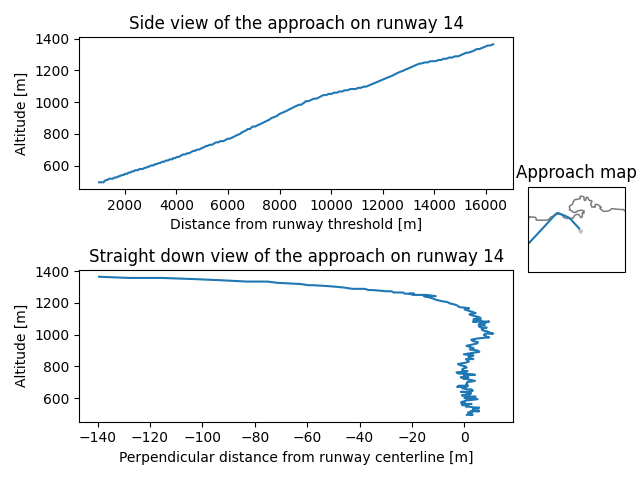 Side view of the approach on runway 14
1400
1200
1000
800
600
Altitude [m]
2000 4000 6000 8000 10000 12000 14000 16000
Distance from runway threshold [m]
Approach map
Straight down view of the approach on runway 14
1400
1200
1000
800
600
Altitude [m]
−140 −120 −100 −80 −60 −40 −20 0
Perpendicular distance from runway centerline [m]